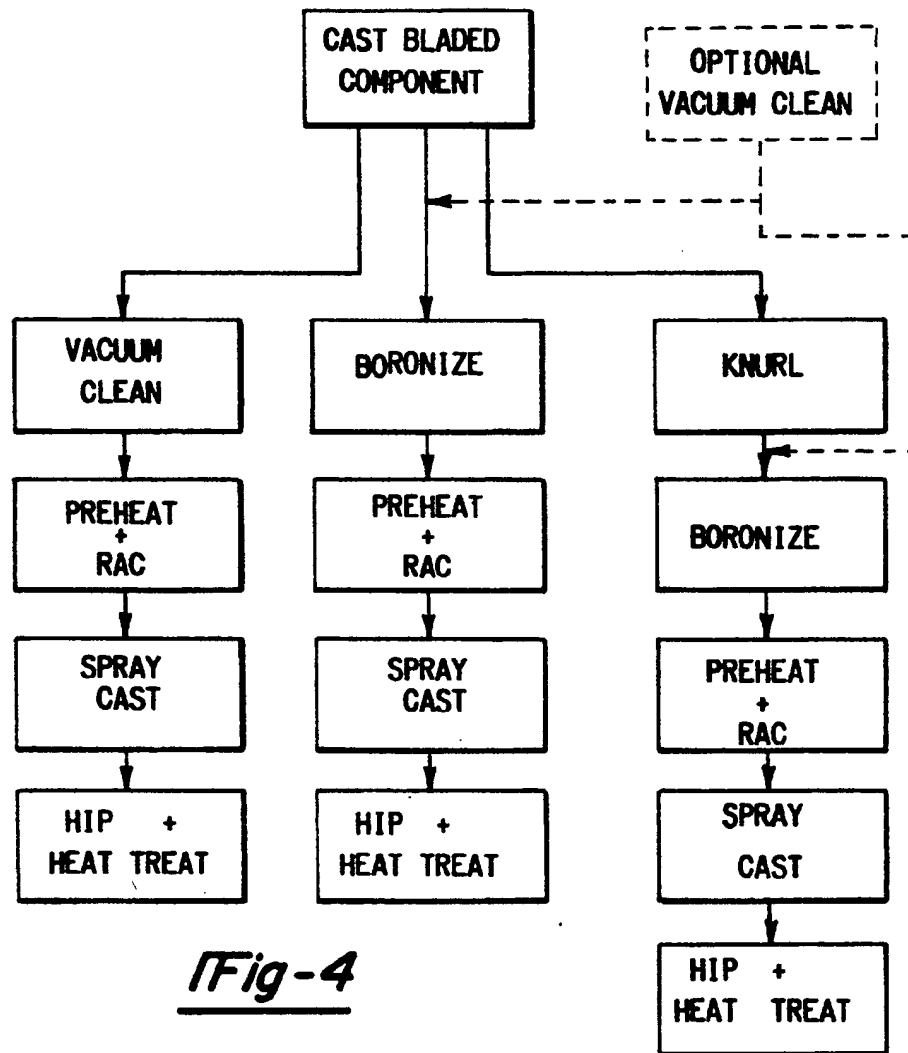 CAST BLADED
COMPONENT
OPTIONAL
VACUUM CLEAN
VACUUM
CLEAN
BORONIZE
KNURL
PREHEAT
+
RAC
PREHEAT
+
RAC
BORONIZE
SPRAY
CAST
SPRAY
CAST
PREHEAT
+
RAC
HIP +
HEAT TREAT
HIP +
HEAT TREAT
SPRAY
CAST
HIP +
HEAT TREAT
Fig-4